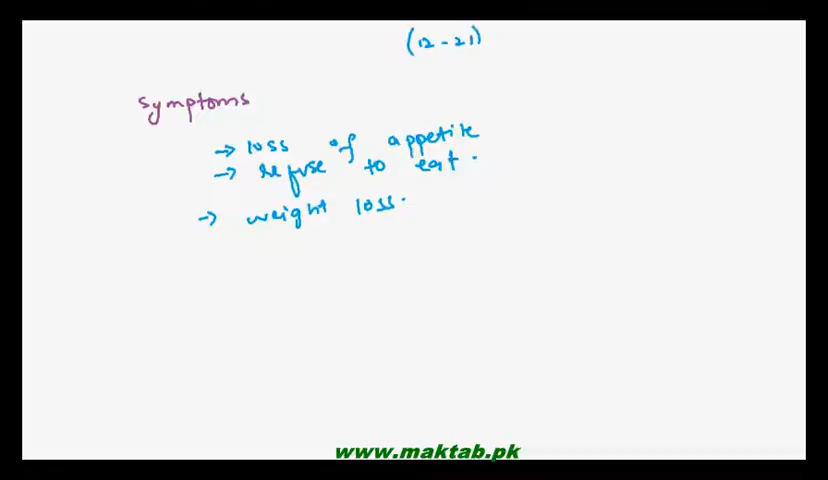 (12-21)
Symptoms
→ loss of appetite
→ refuse to eat.
→ weight loss.
www.maktab.pk